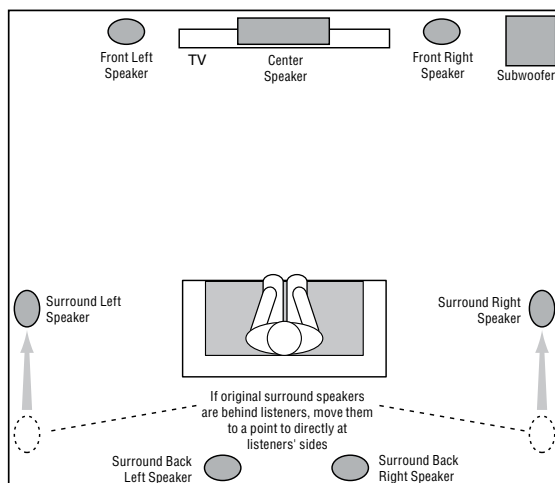 Front Left
Speaker
TV
Center
Speaker
Front Right
Speaker
Subwoofer
Surround Left
Speaker
Surround Right
Speaker
If original surround speakers
are behind listeners, move them
to a point to directly at
listeners' sides
Surround Back
Left Speaker
Surround Back
Right Speaker